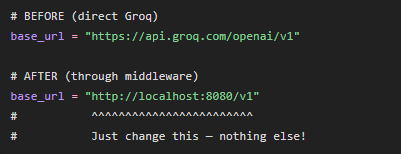 # BEFORE (direct Groq)
base_url = "https://api.groq.com/openai/v1"
# AFTER (through middleware)
base_url = "http://localhost:8080/v1"
#          ^^^^^^^^^^^^^^^^^^^^^^^^
#          Just change this — nothing else!